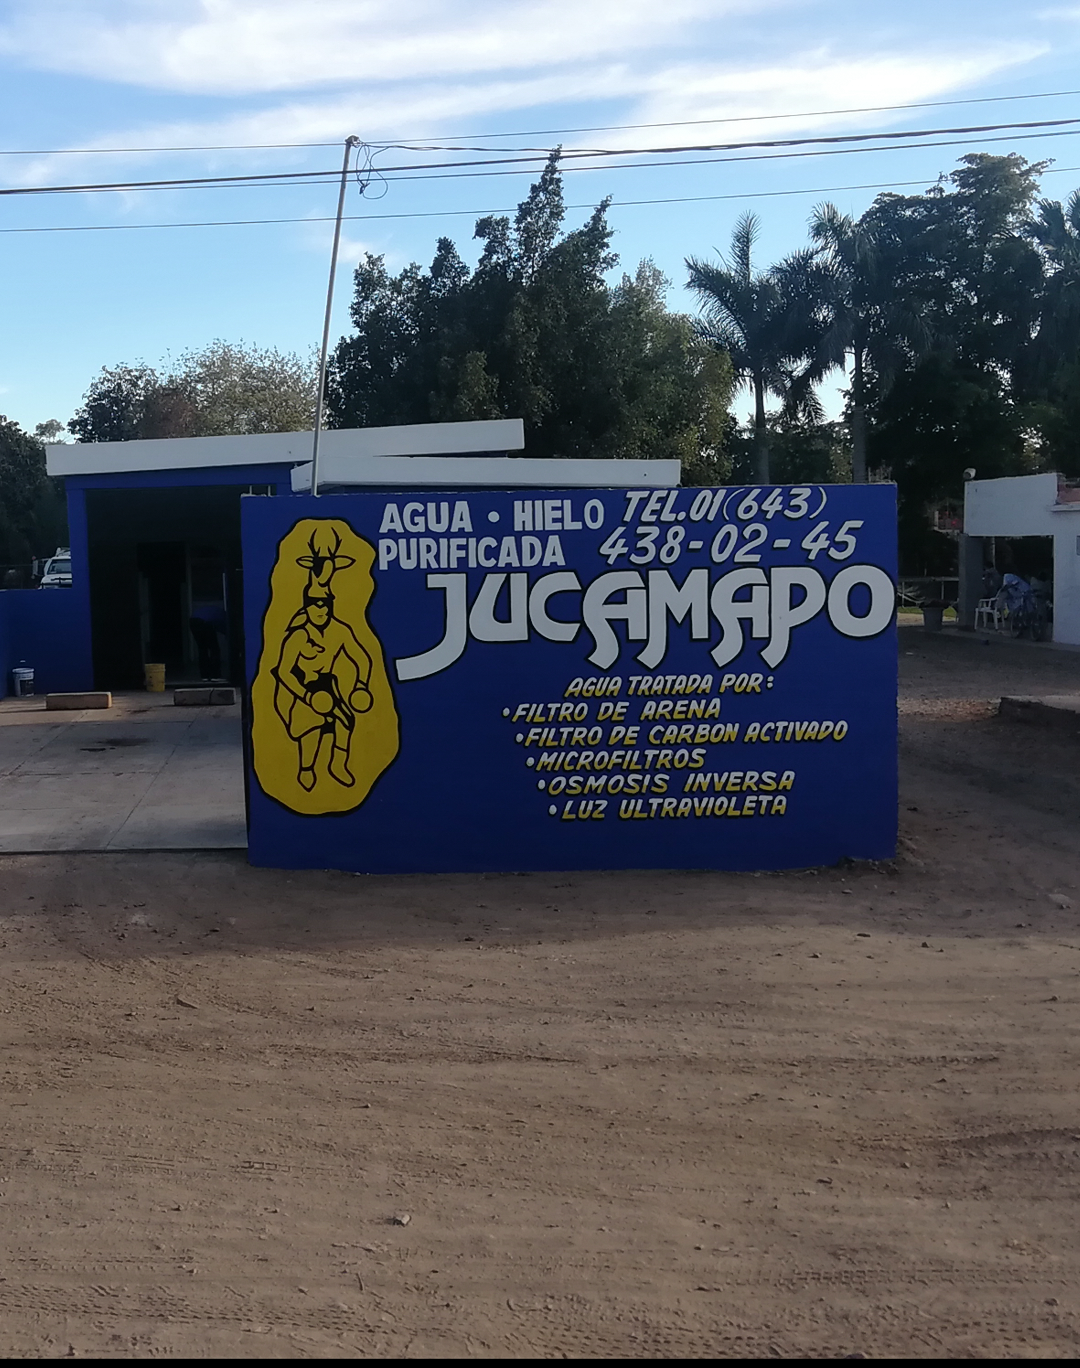 AGUA • HIELO TEL.01(643)
PURIFICADA 438-02-45
JUCAMAPO
AGUA TRATADA POR:
•FILTRO DE ARENA
•FILTRO DE CARBON ACTIVADO
•MICROFILTROS
•OSMOSIS INVERSA
•LUZ ULTRAVIOLETA